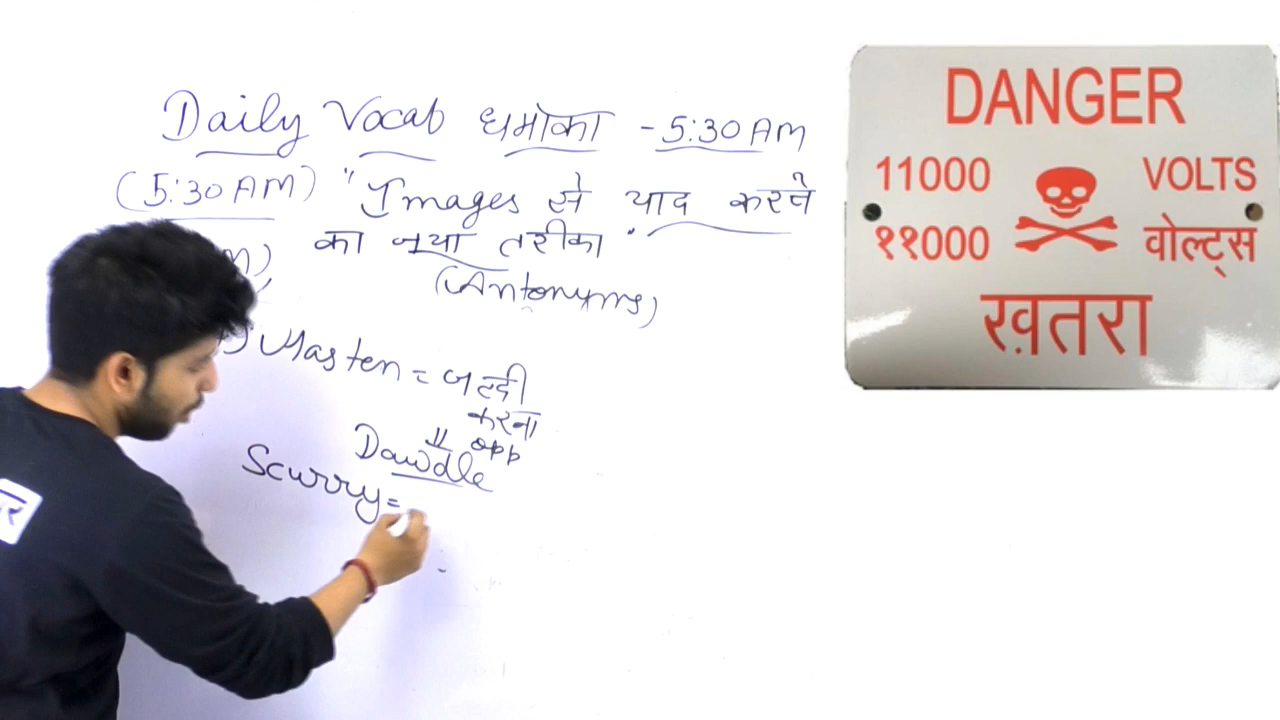 Daily Vocab धमाका - 5:30 AM
(5:30 AM) "Images से याद करने
का नया तरीका"
(Antonyms)
Hasten = जल्दी
करना
opp
Dawdle
Scurry =
DANGER
11000 VOLTS
११000 वोल्ट्स
ख़तरा